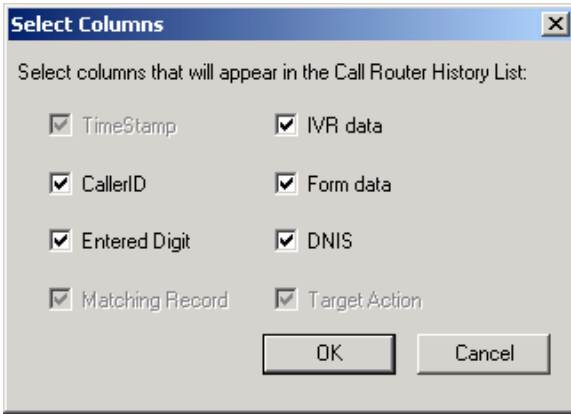 Select Columns
Select columns that will appear in the Call Router History List:
TimeStamp
IVR data
CallerID
Form data
Entered Digit
DNIS
Matching Record
Target Action
OK
Cancel